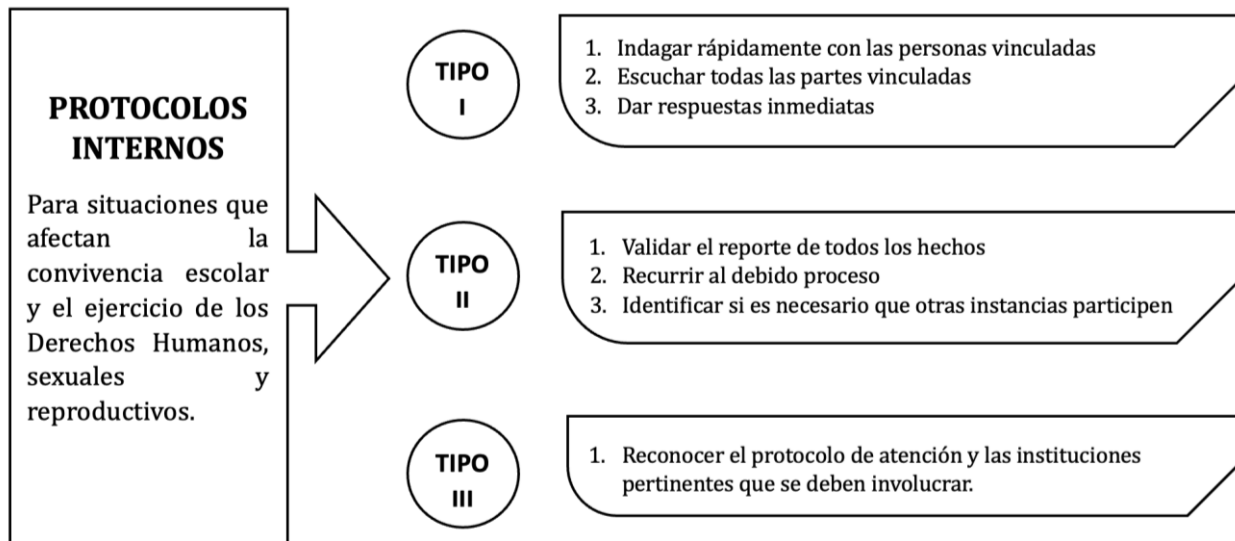 PROTOCOLOS
INTERNOS
Para situaciones que
afectan la
convivencia escolar
y el ejercicio de los
Derechos Humanos,
sexuales y
reproductivos.
TIPO
I
1. Indagar rápidamente con las personas vinculadas
2. Escuchar todas las partes vinculadas
3. Dar respuestas inmediatas
TIPO
II
1. Validar el reporte de todos los hechos
2. Recurrir al debido proceso
3. Identificar si es necesario que otras instancias participen
TIPO
III
1. Reconocer el protocolo de atención y las instituciones
pertinentes que se deben involucrar.